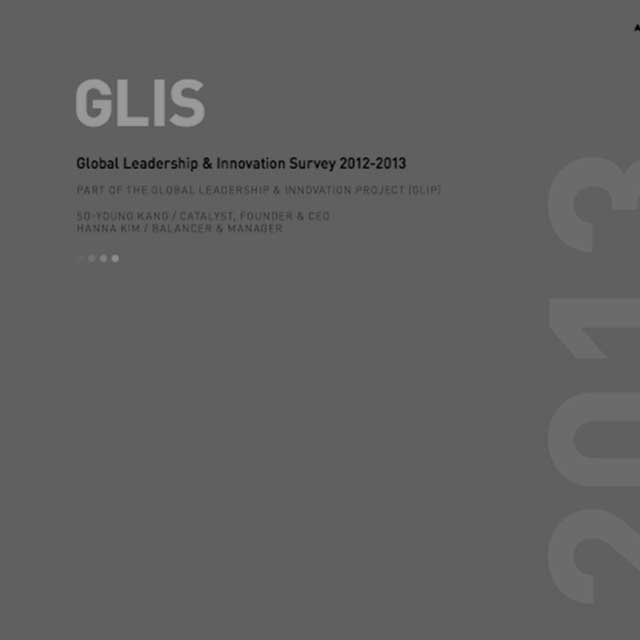 GLIS
Global Leadership & Innovation Survey 2012-2013
PART OF THE GLOBAL LEADERSHIP & INNOVATION PROJECT [GLIP]
SO-YOUNG KANG / CATALYST, FOUNDER & CEO
HANNA KIM / BALANCER & MANAGER
2013